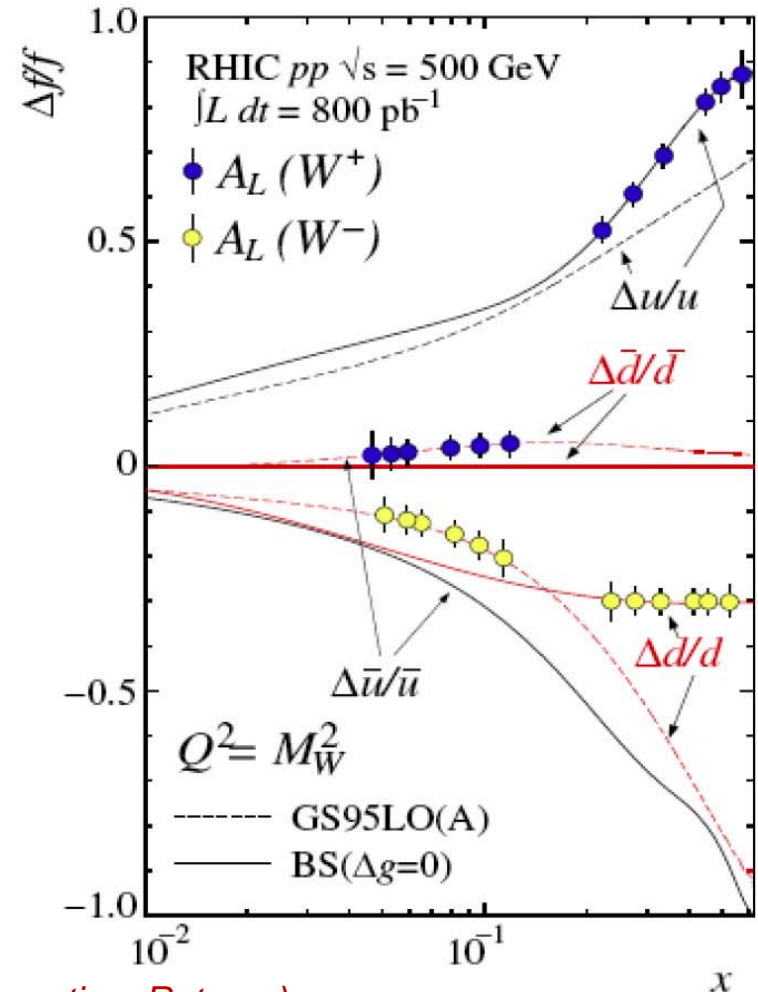 Δf/f
1.0
RHIC pp √s = 500 GeV
∫L dt = 800 pb⁻¹
A_L (W⁺)
A_L (W⁻)
0.5
Δu/u
Δd̄/d̄
0
Δd/d
Δū/ū
−0.5
Q² = M_W²
GS95LO(A)
BS(Δg=0)
−1.0
10⁻²
10⁻¹
x